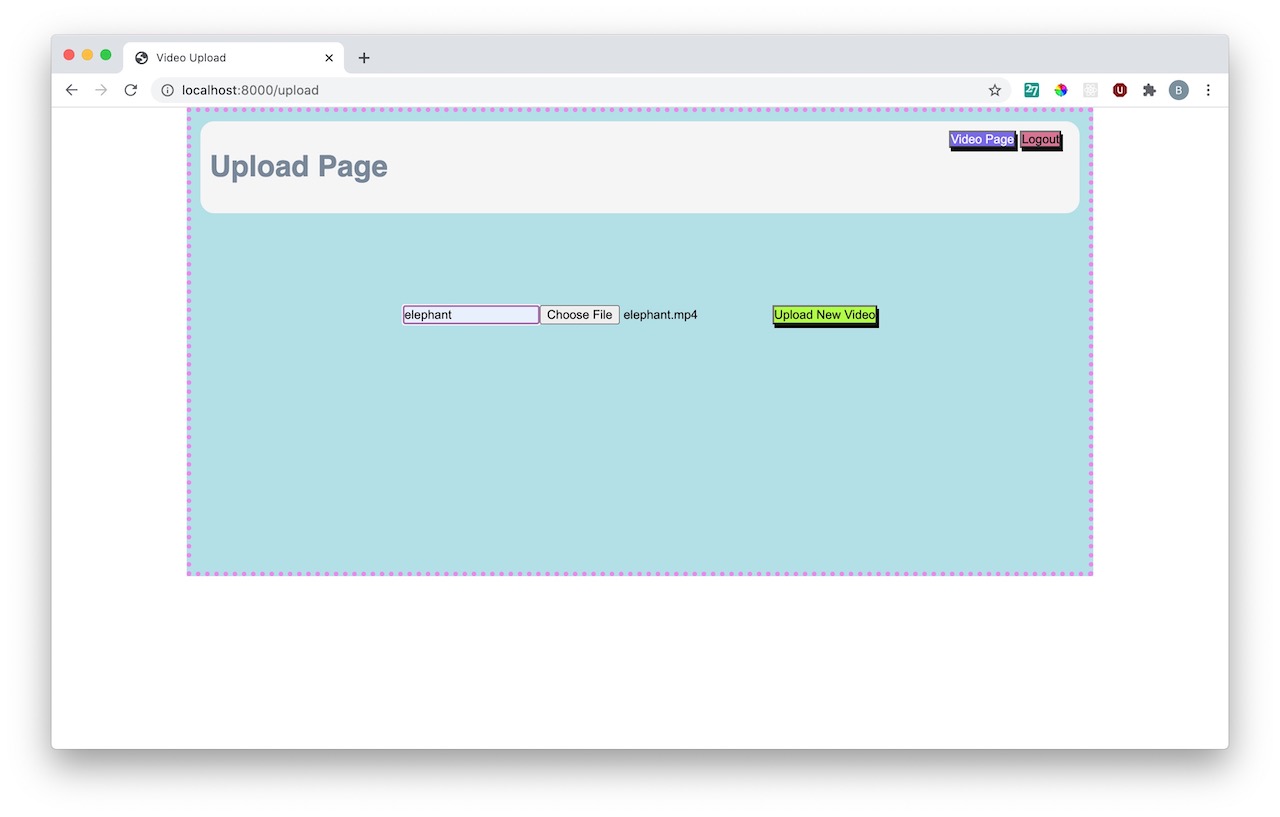 Video Upload
localhost:8000/upload
27
U
B
Video Page Logout
Upload Page
elephant Choose File elephant.mp4 Upload New Video